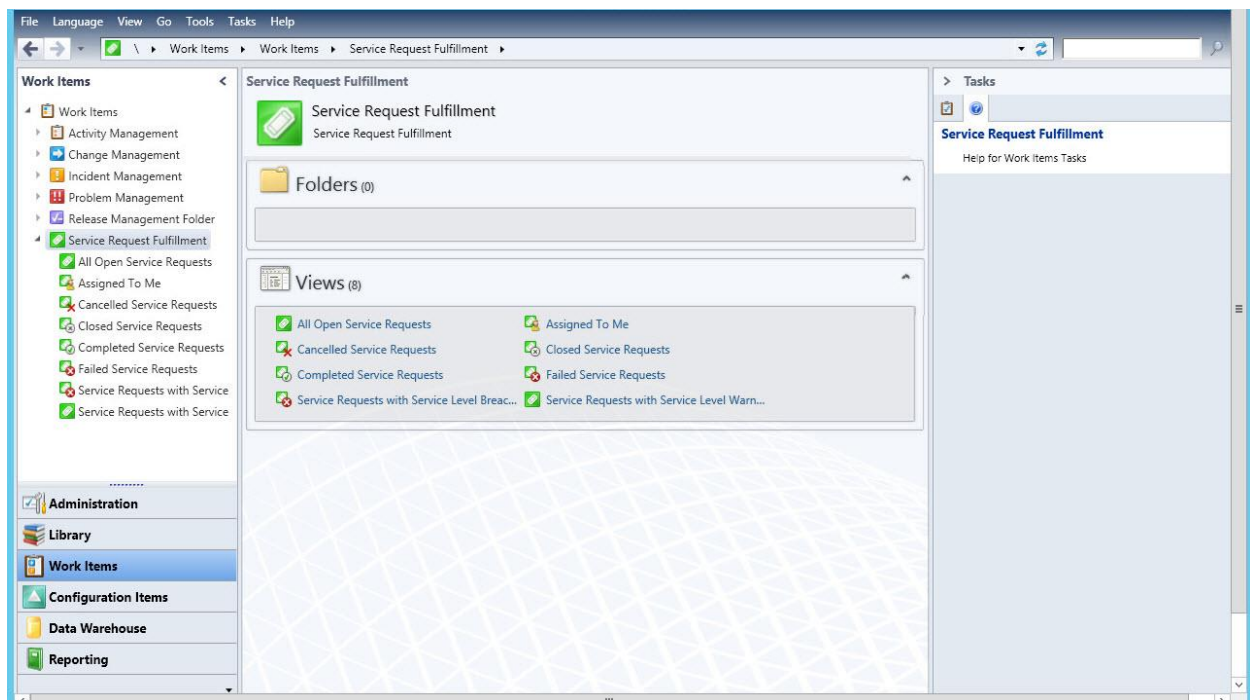 File Language View Go Tools Tasks Help
\ Work Items Work Items Service Request Fulfillment
Work Items
Work Items
Activity Management
Change Management
Incident Management
Problem Management
Release Management Folder
Service Request Fulfillment
All Open Service Requests
Assigned To Me
Cancelled Service Requests
Closed Service Requests
Completed Service Requests
Failed Service Requests
Service Requests with Service
Service Requests with Service
Administration
Library
Work Items
Configuration Items
Data Warehouse
Reporting
Service Request Fulfillment
Service Request Fulfillment
Service Request Fulfillment
Folders (0)
Views (8)
All Open Service Requests Assigned To Me
Cancelled Service Requests Closed Service Requests
Completed Service Requests Failed Service Requests
Service Requests with Service Level Breac... Service Requests with Service Level Warn...
> Tasks
Service Request Fulfillment
Help for Work Items Tasks